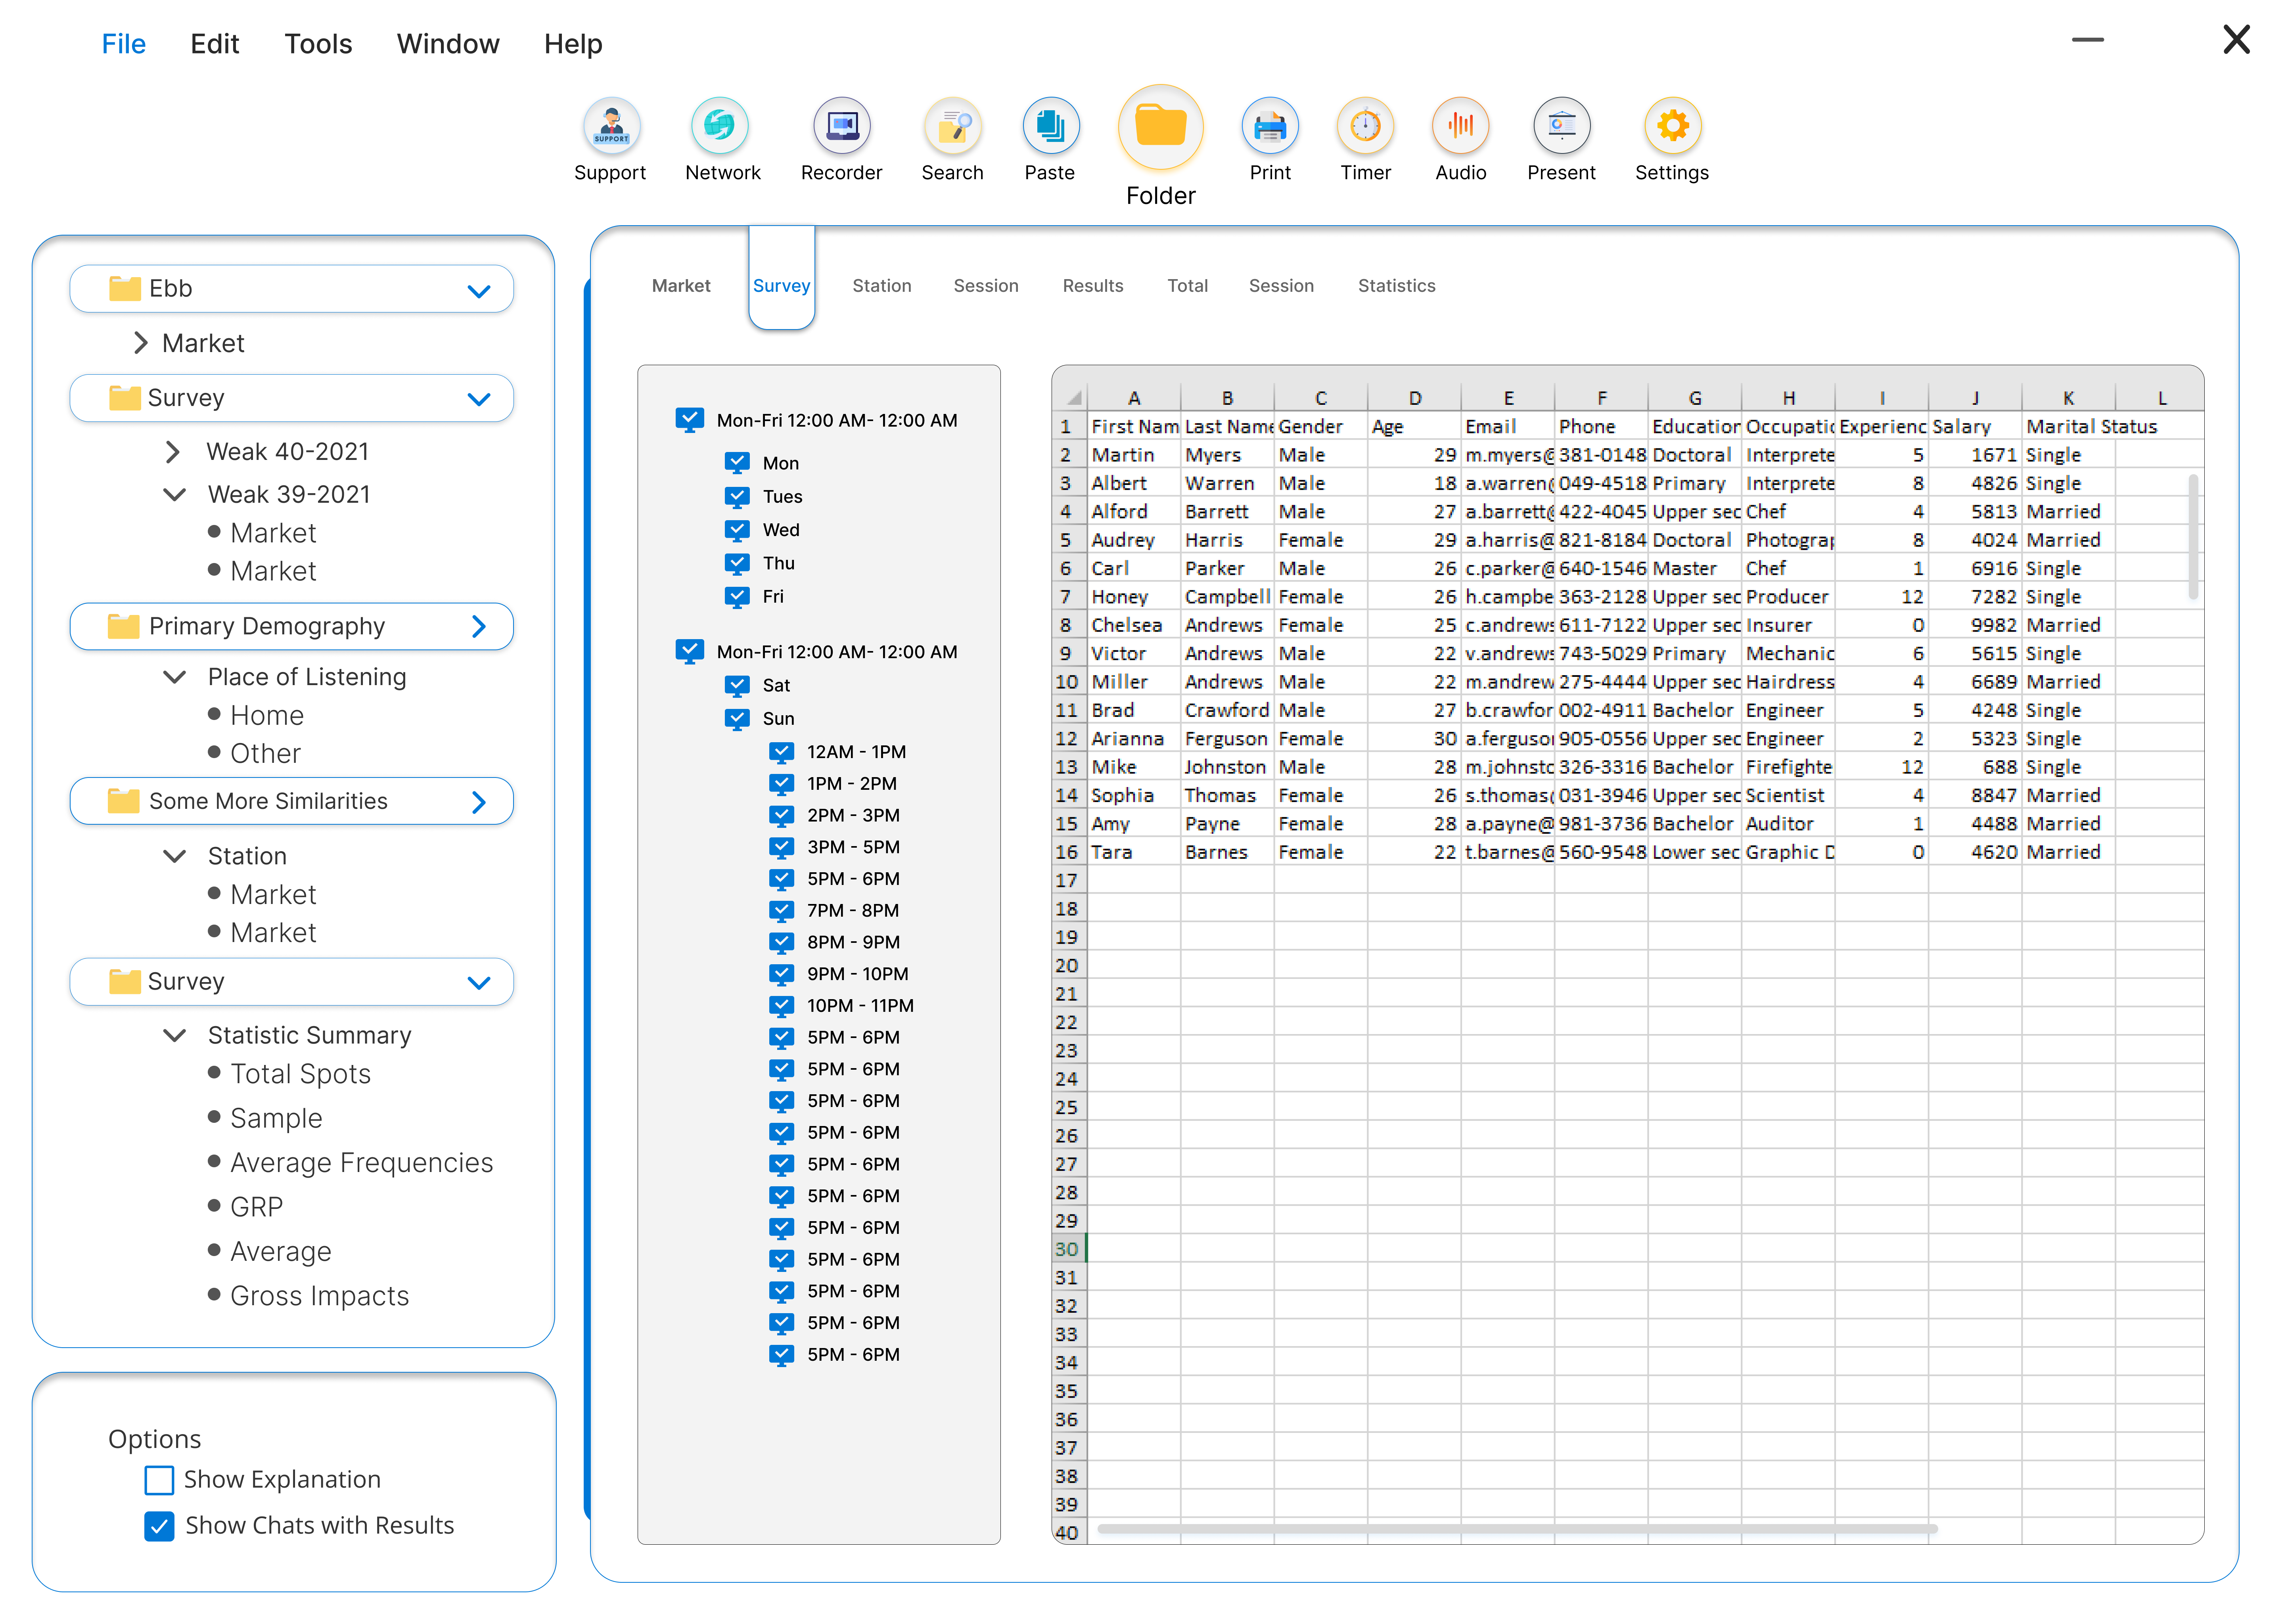 File Edit Tools Window Help
SUPPORT
Support Network Recorder Search Paste Folder Print Timer Audio Present Settings
Ebb
Market
Survey
Weak 40-2021
Weak 39-2021
Market
Market
Primary Demography
Place of Listening
Home
Other
Some More Similarities
Station
Market
Market
Survey
Statistic Summary
Total Spots
Sample
Average Frequencies
GRP
Average
Gross Impacts
Options
Show Explanation
Show Chats with Results
Market Survey Station Session Results Total Session Statistics
Mon-Fri 12:00 AM- 12:00 AM
Mon
Tues
Wed
Thu
Fri
Mon-Fri 12:00 AM- 12:00 AM
Sat
Sun
12AM - 1PM
1PM - 2PM
2PM - 3PM
3PM - 5PM
5PM - 6PM
7PM - 8PM
8PM - 9PM
9PM - 10PM
10PM - 11PM
5PM - 6PM
5PM - 6PM
5PM - 6PM
5PM - 6PM
5PM - 6PM
5PM - 6PM
5PM - 6PM
5PM - 6PM
5PM - 6PM
5PM - 6PM
5PM - 6PM
A B C D E F G H I J K L
1 First Nam Last Name Gender Age Email Phone Education Occupatic Experienc Salary Marital Status
2 Martin Myers Male 29 m.myers@ 381-0148 Doctoral Interprete 5 1671 Single
3 Albert Warren Male 18 a.warren@ 049-4518 Primary Interprete 8 4826 Single
4 Alford Barrett Male 27 a.barrett@ 422-4045 Upper sec Chef 4 5813 Married
5 Audrey Harris Female 29 a.harris@ 821-8184 Doctoral Photograp 8 4024 Married
6 Carl Parker Male 26 c.parker@ 640-1546 Master Chef 1 6916 Single
7 Honey Campbell Female 26 h.campbe 363-2128 Upper sec Producer 12 7282 Single
8 Chelsea Andrews Female 25 c.andrews 611-7122 Upper sec Insurer 0 9982 Married
9 Victor Andrews Male 22 v.andrews 743-5029 Primary Mechanic 6 5615 Single
10 Miller Andrews Male 22 m.andrew 275-4444 Upper sec Hairdress 4 6689 Married
11 Brad Crawford Male 27 b.crawfor 002-4911 Bachelor Engineer 5 4248 Single
12 Arianna Ferguson Female 30 a.ferguson 905-0556 Upper sec Engineer 2 5323 Single
13 Mike Johnston Male 28 m.johnsto 326-3316 Bachelor Firefighte 12 688 Single
14 Sophia Thomas Female 26 s.thomas@ 031-3946 Upper sec Scientist 4 8847 Married
15 Amy Payne Female 28 a.payne@ 981-3736 Bachelor Auditor 1 4488 Married
16 Tara Barnes Female 22 t.barnes@ 560-9548 Lower sec Graphic D 0 4620 Married
17
18
19
20
21
22
23
24
25
26
27
28
29
30
31
32
33
34
35
36
37
38
39
40